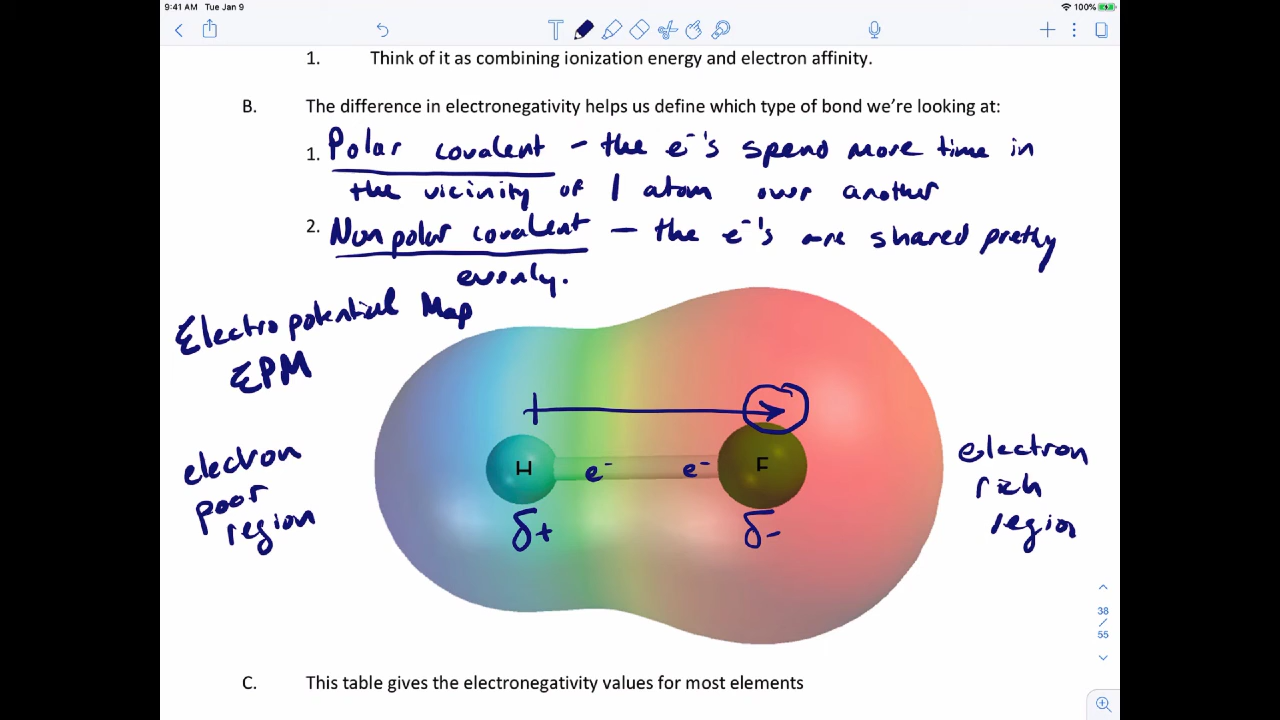 9:41 AM Tue Jan 9
100%
1. Think of it as combining ionization energy and electron affinity.
B. The difference in electronegativity helps us define which type of bond we're looking at:
1. Polar covalent – the e⁻'s spend more time in
the vicinity of 1 atom over another
2. Nonpolar covalent – the e⁻'s are shared pretty
evenly.
Electropotential Map
EPM
H e⁻ e⁻ F
δ+ δ-
electron
poor
region
electron
rich
region
38
/
55
C. This table gives the electronegativity values for most elements